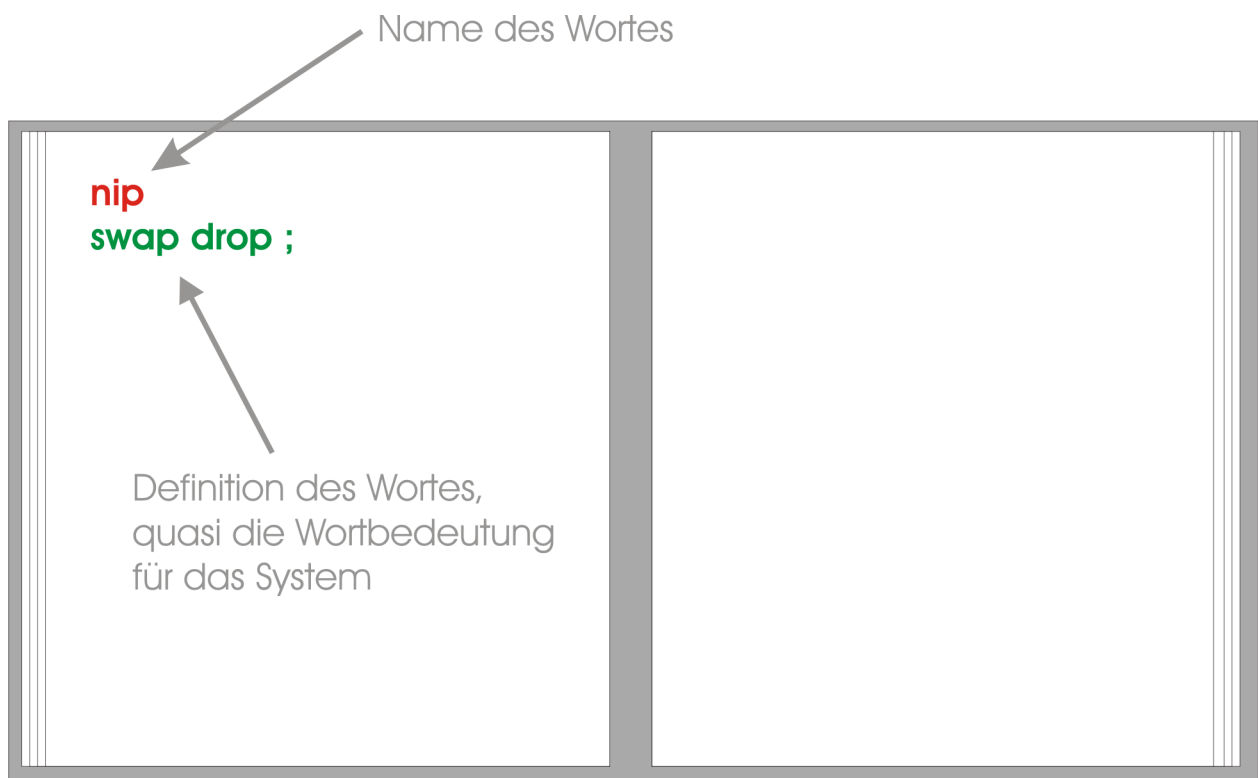 Name des Wortes
nip
swap drop ;
Definition des Wortes,
quasi die Wortbedeutung
für das System